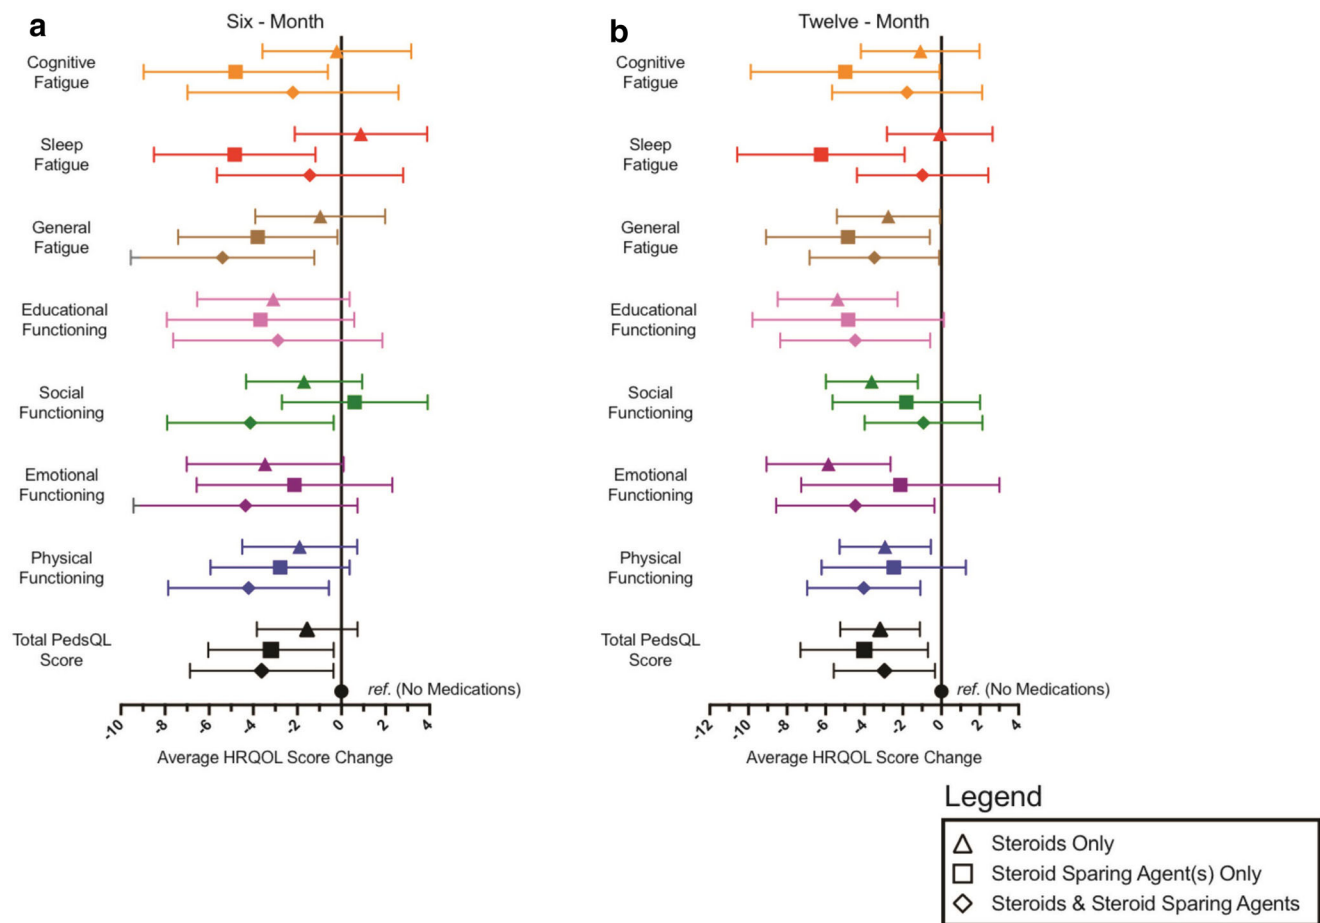 a
Six - Month
Cognitive
Fatigue
Sleep
Fatigue
General
Fatigue
Educational
Functioning
Social
Functioning
Emotional
Functioning
Physical
Functioning
Total PedsQL
Score
ref. (No Medications)
-10 -8 -6 -4 -2 0 2 4
Average HRQOL Score Change
b
Twelve - Month
Cognitive
Fatigue
Sleep
Fatigue
General
Fatigue
Educational
Functioning
Social
Functioning
Emotional
Functioning
Physical
Functioning
Total PedsQL
Score
ref. (No Medications)
-12 -10 -8 -6 -4 -2 0 2 4
Average HRQOL Score Change
Legend
Steroids Only
Steroid Sparing Agent(s) Only
Steroids & Steroid Sparing Agents